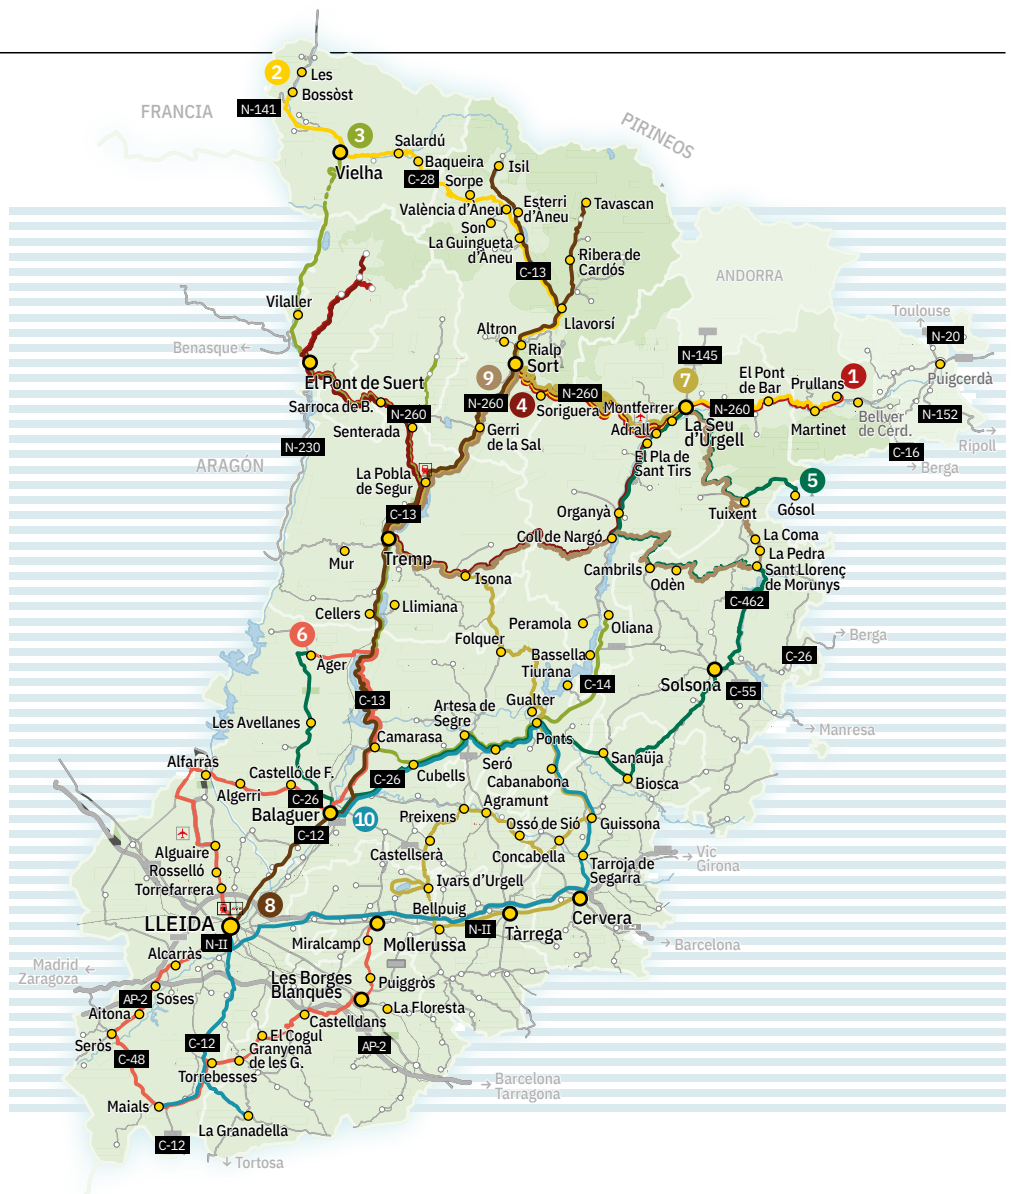 2
Les
Bossòst
FRANCIA
N-141
3
Salardú
PIRINEOS
Baqueira
Isil
Vielha
C-28
Sorpe
València d'Àneu
Esterri
d'Àneu
Tavascan
Son
La Guingueta
d'Àneu
Ribera de
Cardós
C-13
ANDORRA
Vilaller
Llavorsí
Toulouse
Altron
N-20
Benasque
Rialp
Sort
N-145
El Pont de Suert
9
7
El Pont
de Bar
Prullans
1
Puigcerdà
Sarroca de B.
N-260
N-260
4
N-260
Soriguera
Montferrer
N-260
Bellver
de Cerd.
N-152
Senterada
Gerri
de la Sal
Adrall
La Seu
d'Urgell
Martinet
Ripoll
N-230
El Pla de
Sant Tirs
C-16
Berga
ARAGÓN
La Pobla
de Segur
5
Gósol
C-13
Organyà
Tuixent
Coll de Nargó
La Coma
Mur
Tremp
La Pedra
Isona
Cambrils
Odèn
Sant Llorenç
de Morunys
C-462
Cellers
Llimiana
Peramola
Oliana
6
Folquer
Berga
Àger
Bassella
C-26
Tiurana
C-14
Solsona
C-55
C-13
Gualter
Les Avellanes
Artesa de
Segre
Manresa
Camarasa
Ponts
Alfarràs
Sanaüja
Castelló de F.
C-26
Cubells
Seró
Cabanabona
Biosca
Algerri
C-26
Balaguer
10
Agramunt
Preixens
Ossó de Sió
Guissona
C-12
Alguaire
Castellserà
Concabella
Tarroja de
Segarra
Vic
Girona
Rosselló
Torrefarrera
Ivars d'Urgell
8
Bellpuig
LLEIDA
Cervera
N-II
Miralcamp
Mollerussa
N-II
Tàrrega
Barcelona
Alcarràs
Madrid
Zaragoza
Les Borges
Blanques
Puiggròs
AP-2
Soses
La Floresta
Aitona
Castelldans
Seròs
C-12
El Cogul
AP-2
C-48
Granyena
de les G.
Torrebesses
Barcelona
Tarragona
Maials
La Granadella
C-12
Tortosa